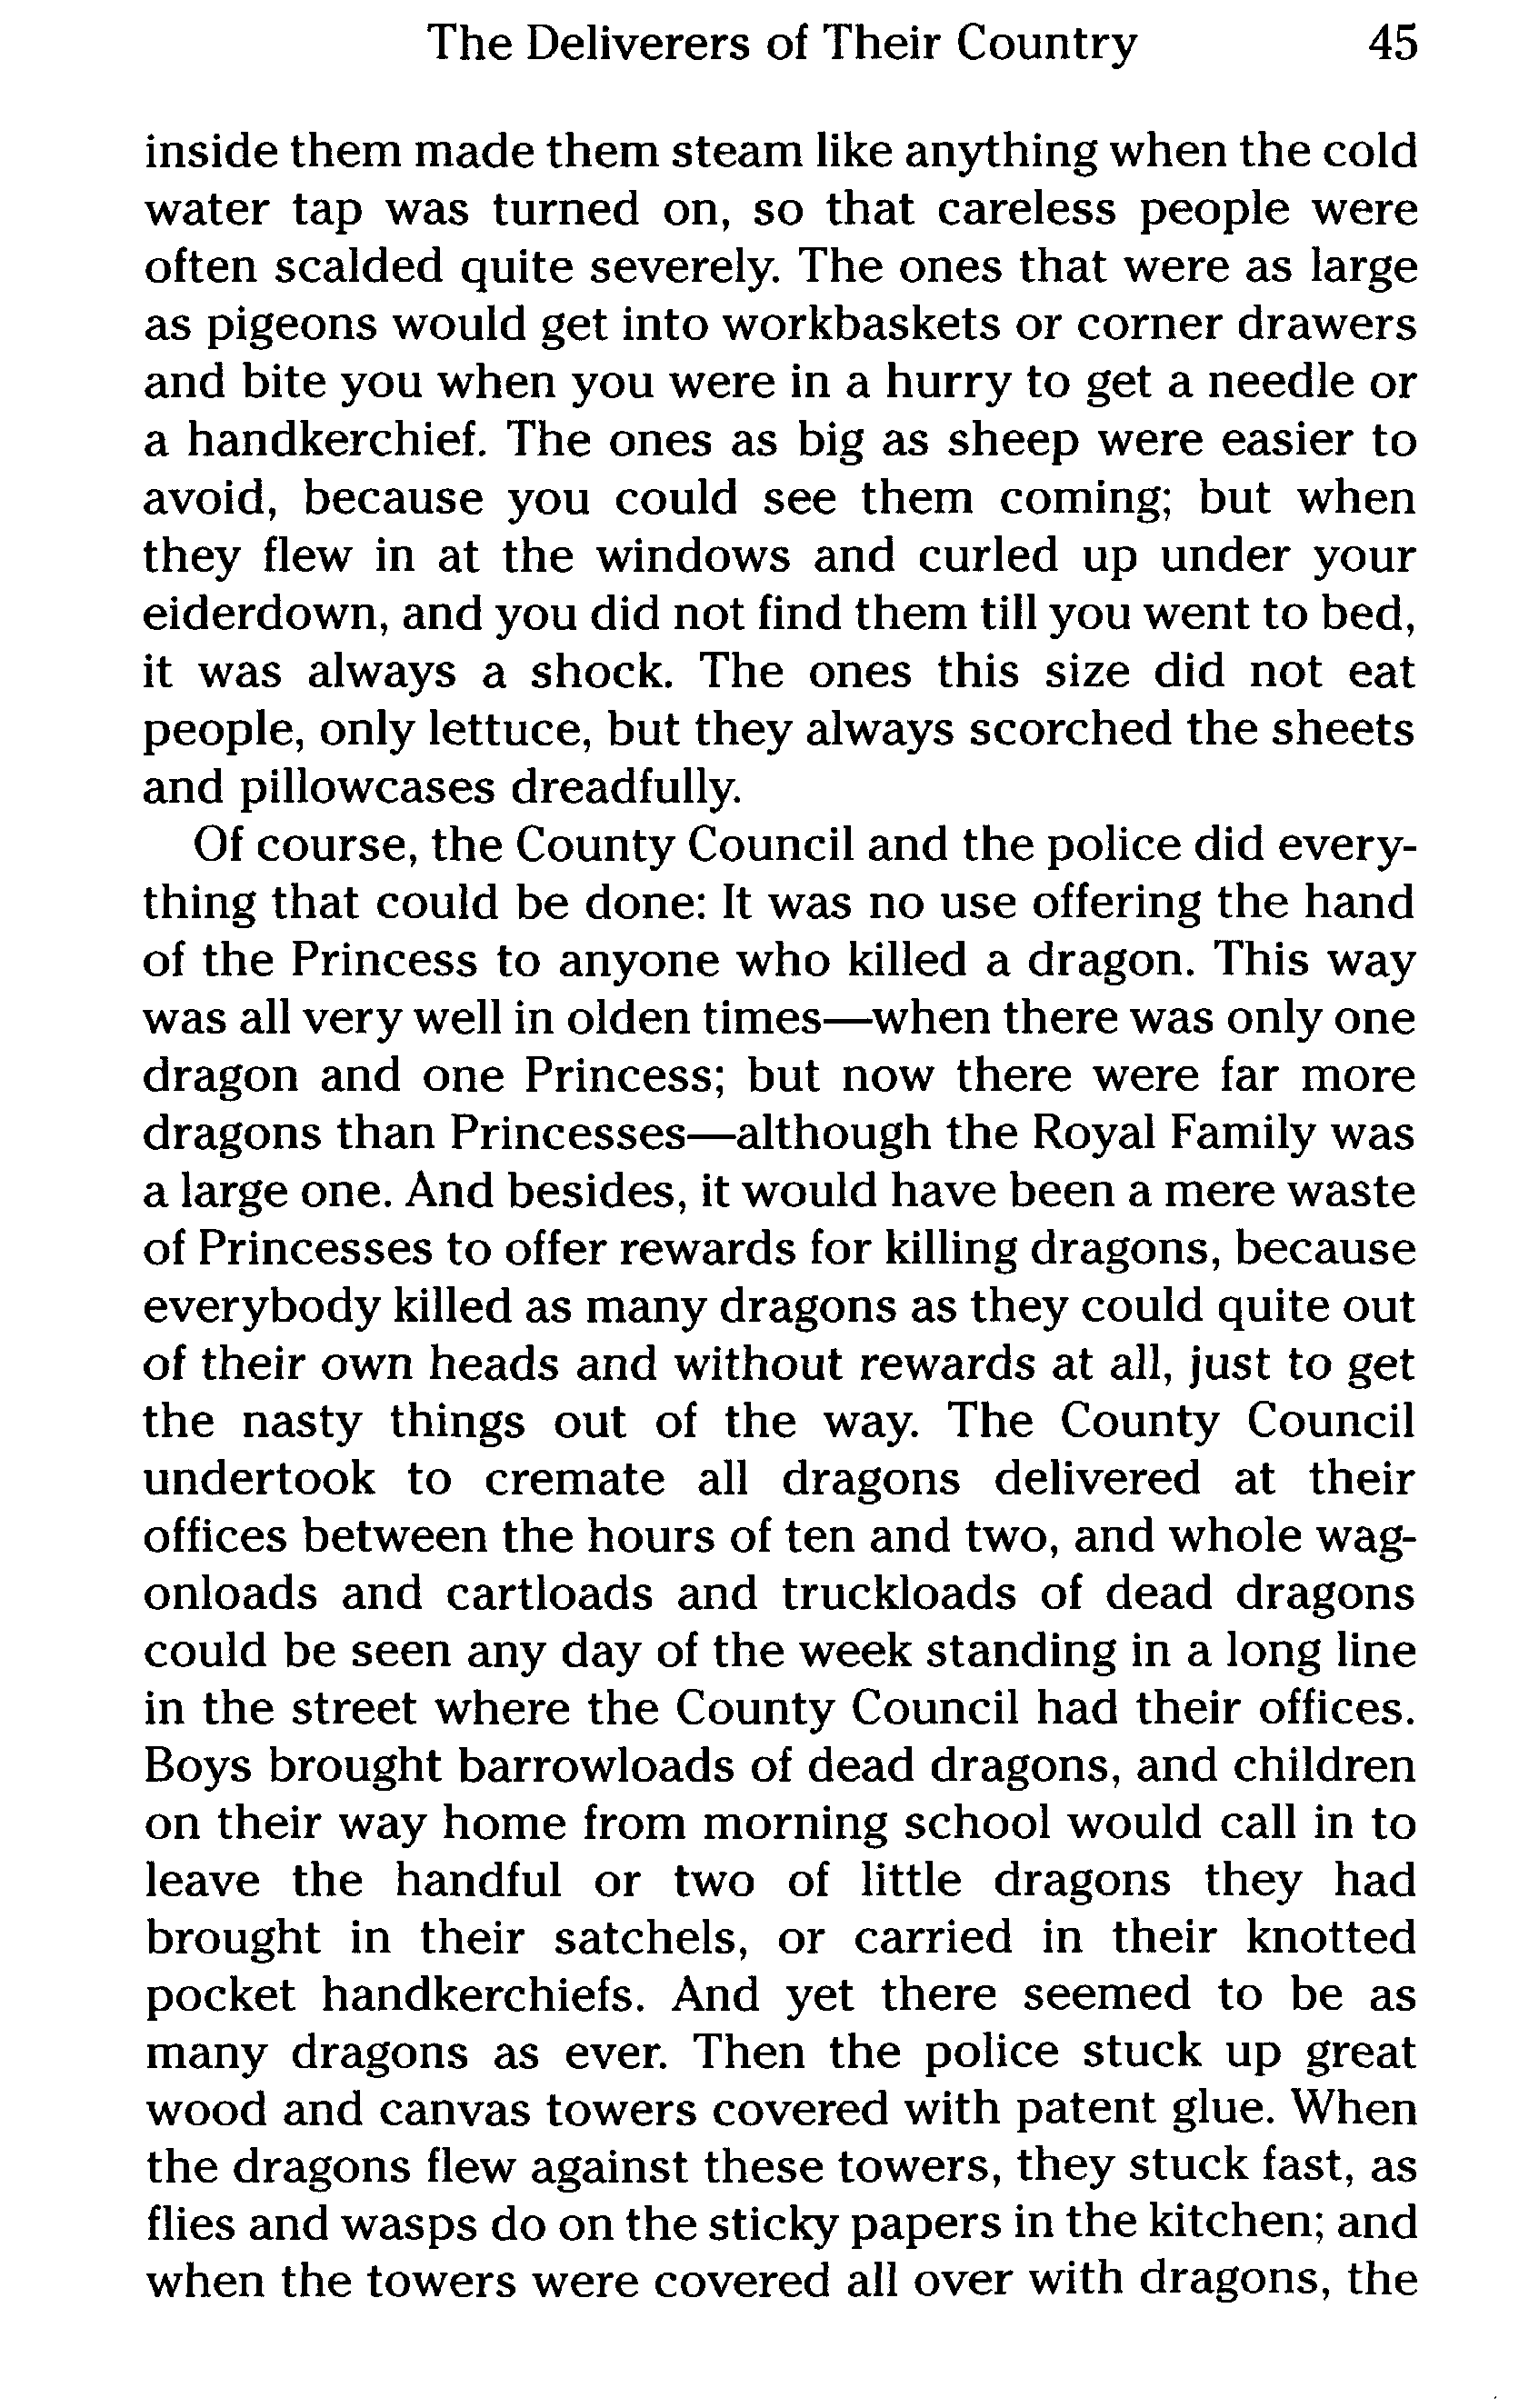 The Deliverers of Their Country 45
inside them made them steam like anything when the cold
water tap was turned on, so that careless people were
often scalded quite severely. The ones that were as large
as pigeons would get into workbaskets or corner drawers
and bite you when you were in a hurry to get a needle or
a handkerchief. The ones as big as sheep were easier to
avoid, because you could see them coming; but when
they flew in at the windows and curled up under your
eiderdown, and you did not find them till you went to bed,
it was always a shock. The ones this size did not eat
people, only lettuce, but they always scorched the sheets
and pillowcases dreadfully.
Of course, the County Council and the police did every-
thing that could be done: It was no use offering the hand
of the Princess to anyone who killed a dragon. This way
was all very well in olden times—when there was only one
dragon and one Princess; but now there were far more
dragons than Princesses—although the Royal Family was
a large one. And besides, it would have been a mere waste
of Princesses to offer rewards for killing dragons, because
everybody killed as many dragons as they could quite out
of their own heads and without rewards at all, just to get
the nasty things out of the way. The County Council
undertook to cremate all dragons delivered at their
offices between the hours of ten and two, and whole wag-
onloads and cartloads and truckloads of dead dragons
could be seen any day of the week standing in a long line
in the street where the County Council had their offices.
Boys brought barrowloads of dead dragons, and children
on their way home from morning school would call in to
leave the handful or two of little dragons they had
brought in their satchels, or carried in their knotted
pocket handkerchiefs. And yet there seemed to be as
many dragons as ever. Then the police stuck up great
wood and canvas towers covered with patent glue. When
the dragons flew against these towers, they stuck fast, as
flies and wasps do on the sticky papers in the kitchen; and
when the towers were covered all over with dragons, the